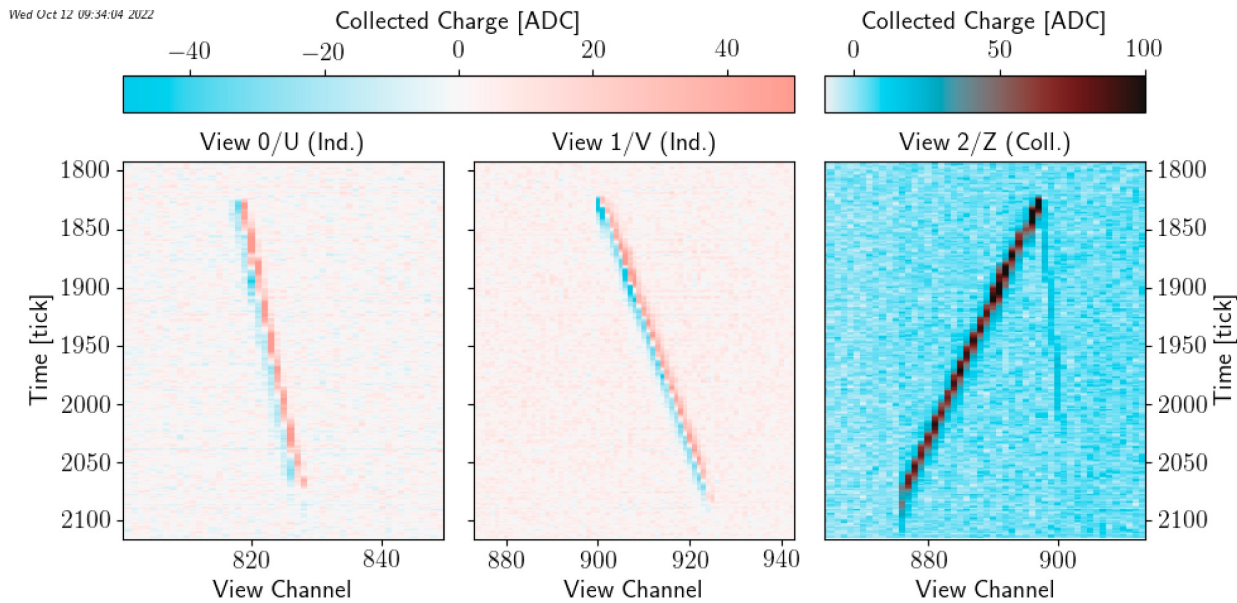 Wed Oct 12 09:34:04 2022
Collected Charge [ADC] Collected Charge [ADC]
−40 −20 0 20 40 0 50 100
View 0/U (Ind.) View 1/V (Ind.) View 2/Z (Coll.)
1800 1800
1850 1850
1900 1900
1950 1950
2000 2000
2050 2050
2100 2100
Time [tick] Time [tick]
820 840 880 900 920 940 880 900
View Channel View Channel View Channel